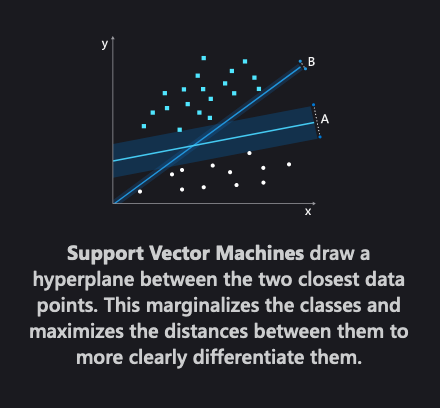 y
B
A
x
Support Vector Machines draw a
hyperplane between the two closest data
points. This marginalizes the classes and
maximizes the distances between them to
more clearly differentiate them.